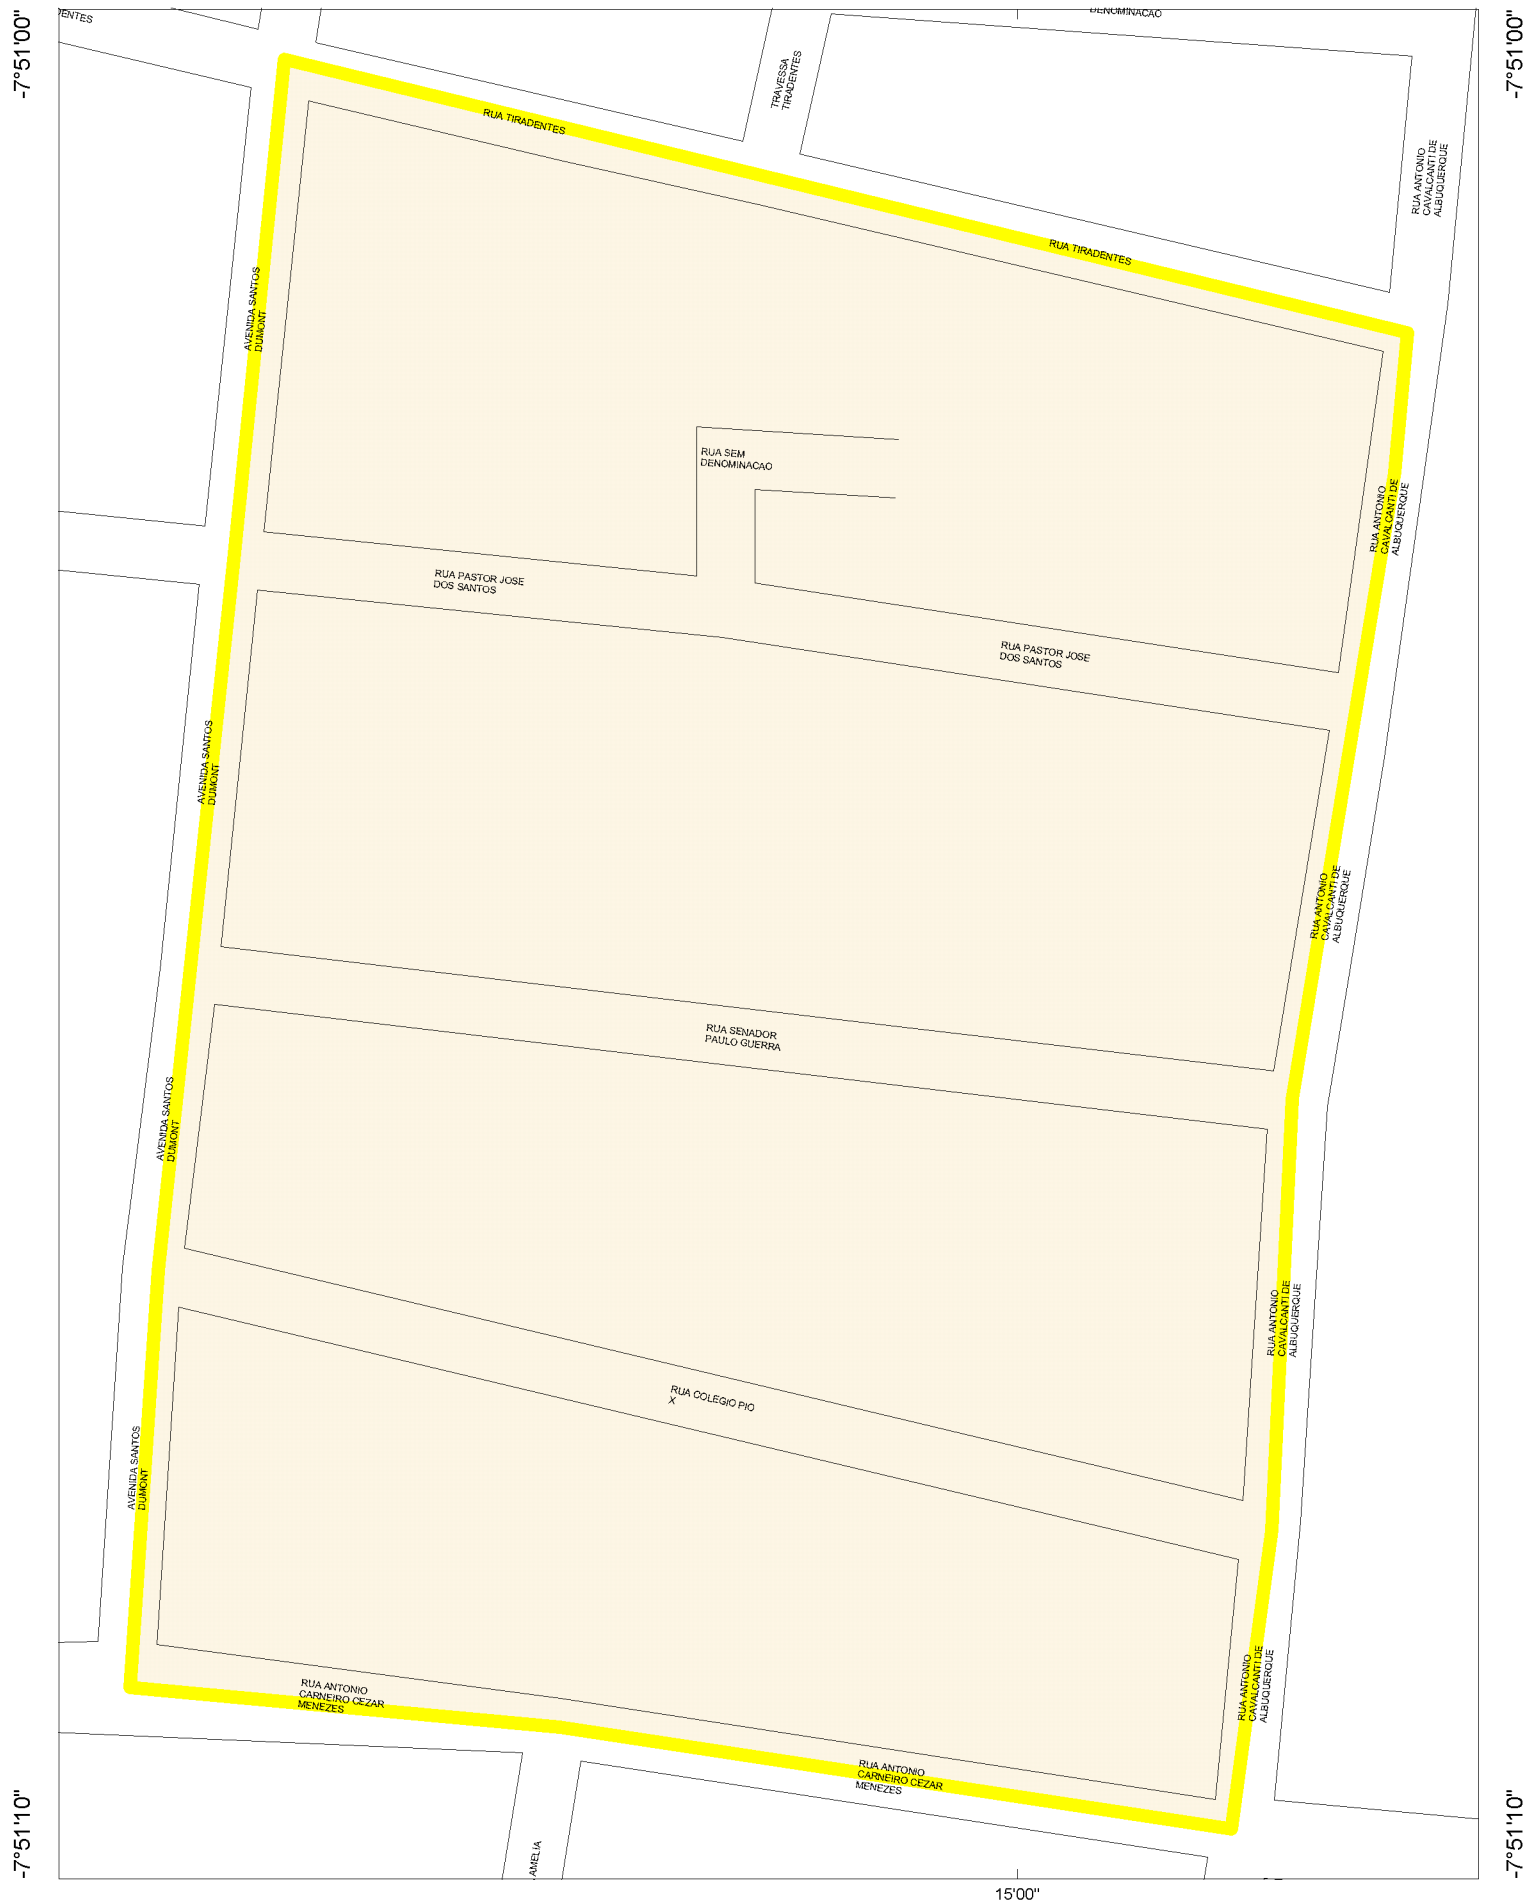 DENOMINACAO
-7°51'00"
-7°51'00"
TRAVESSA
TIRADENTES
RUA TIRADENTES
RUA ANTONIO
CAVALCANTI DE
ALBUQUERQUE
RUA TIRADENTES
AVENIDA SANTOS
DUMONT
RUA SEM
DENOMINACAO
RUA ANTONIO
CAVALCANTI DE
ALBUQUERQUE
RUA PASTOR JOSE
DOS SANTOS
RUA PASTOR JOSE
DOS SANTOS
AVENIDA SANTOS
DUMONT
RUA ANTONIO
CAVALCANTI DE
ALBUQUERQUE
RUA SENADOR
PAULO GUERRA
AVENIDA SANTOS
DUMONT
RUA ANTONIO
CAVALCANTI DE
ALBUQUERQUE
RUA COLEGIO PIO
X
AVENIDA SANTOS
DUMONT
RUA ANTONIO
CAVALCANTI DE
ALBUQUERQUE
RUA ANTONIO
CARNEIRO CEZAR
MENEZES
RUA ANTONIO
CARNEIRO CEZAR
MENEZES
-7°51'10"
-7°51'10"
AMELIA
15'00"